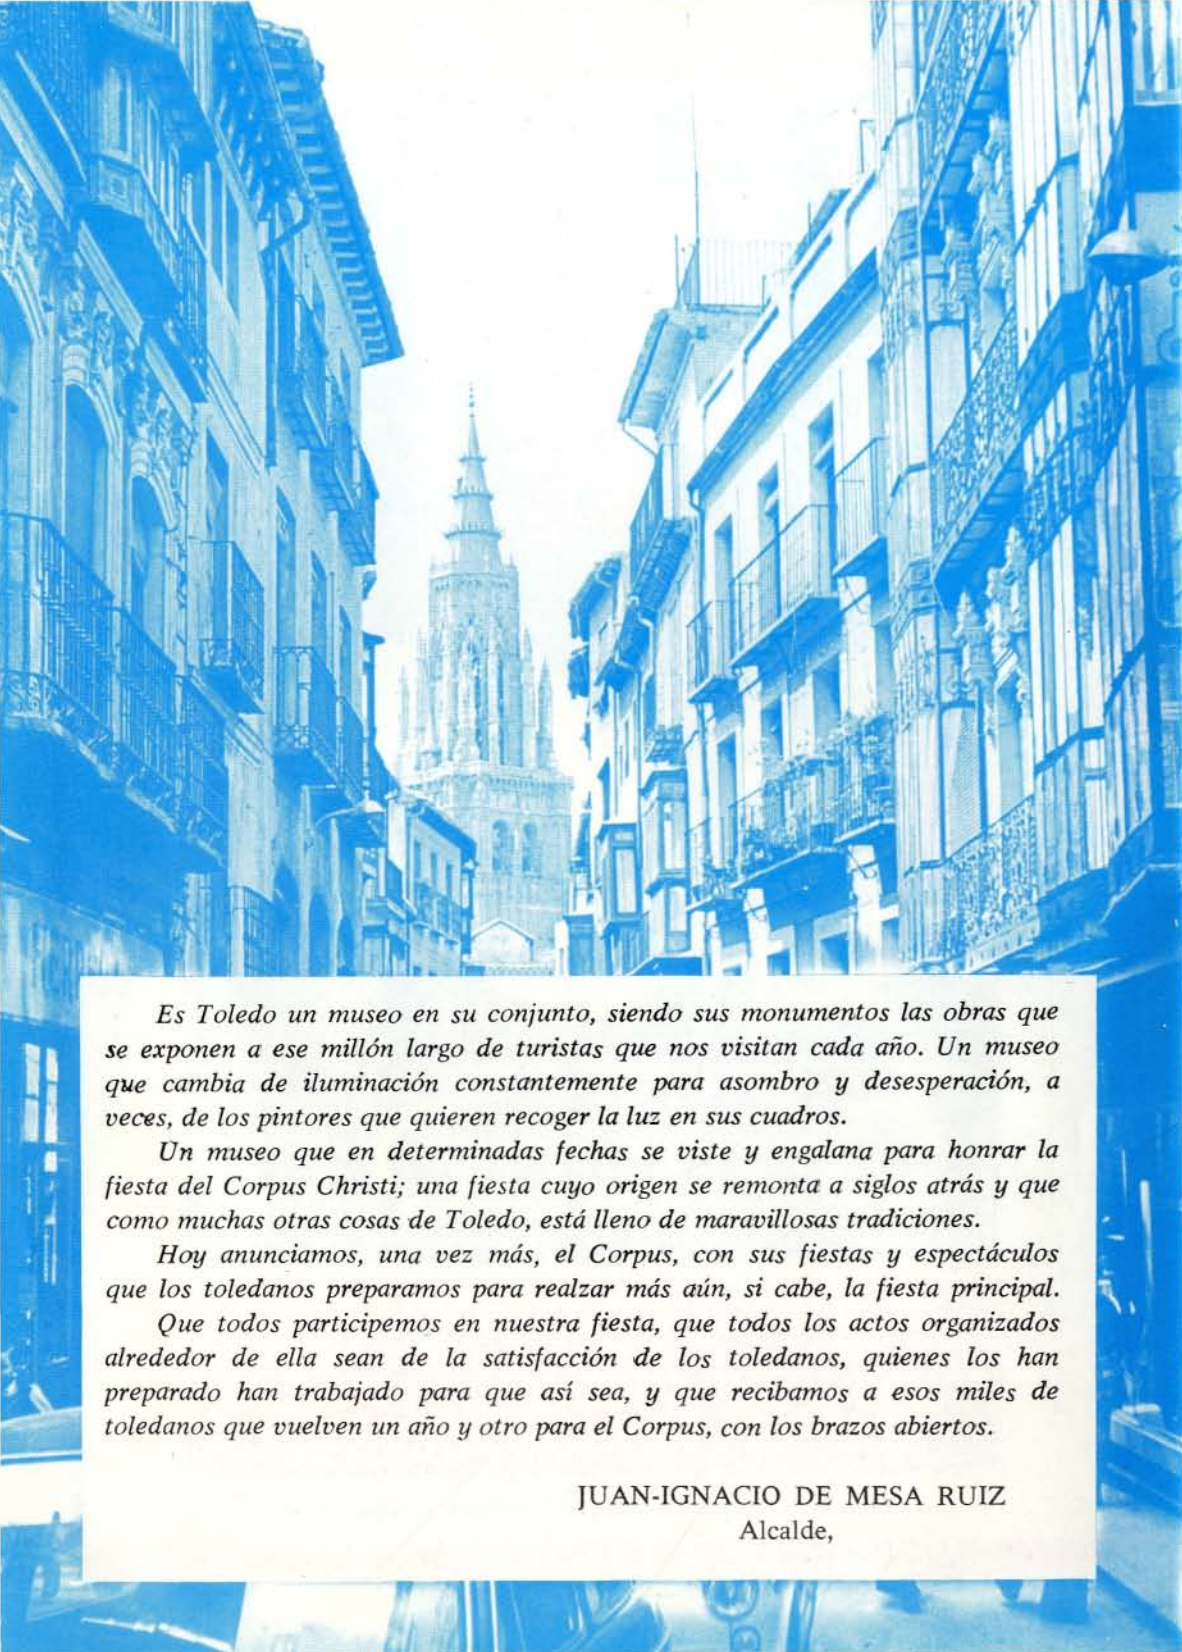 Es Toledo un museo en su conjunto, siendo sus monumentos las obras que
se exponen a ese millón largo de turistas que nos visitan cada año. Un museo
que cambia de iluminación constantemente para asombro y desesperación, a
veces, de los pintores que quieren recoger la luz en sus cuadros.
Un museo que en determinadas fechas se viste y engalana para honrar la
fiesta del Corpus Christi; una fiesta cuyo origen se remonta a siglos atrás y que
como muchas otras cosas de Toledo, está lleno de maravillosas tradiciones.
Hoy anunciamos, una vez más, el Corpus, con sus fiestas y espectáculos
que los toledanos preparamos para realzar más aún, si cabe, la fiesta principal.
Que todos participemos en nuestra fiesta, que todos los actos organizados
alrededor de ella sean de la satisfacción de los toledanos, quienes los han
preparado han trabajado para que así sea, y que recibamos a esos miles de
toledanos que vuelven un año y otro para el Corpus, con los brazos abiertos.
JUAN-IGNACIO DE MESA RUIZ
Alcalde,